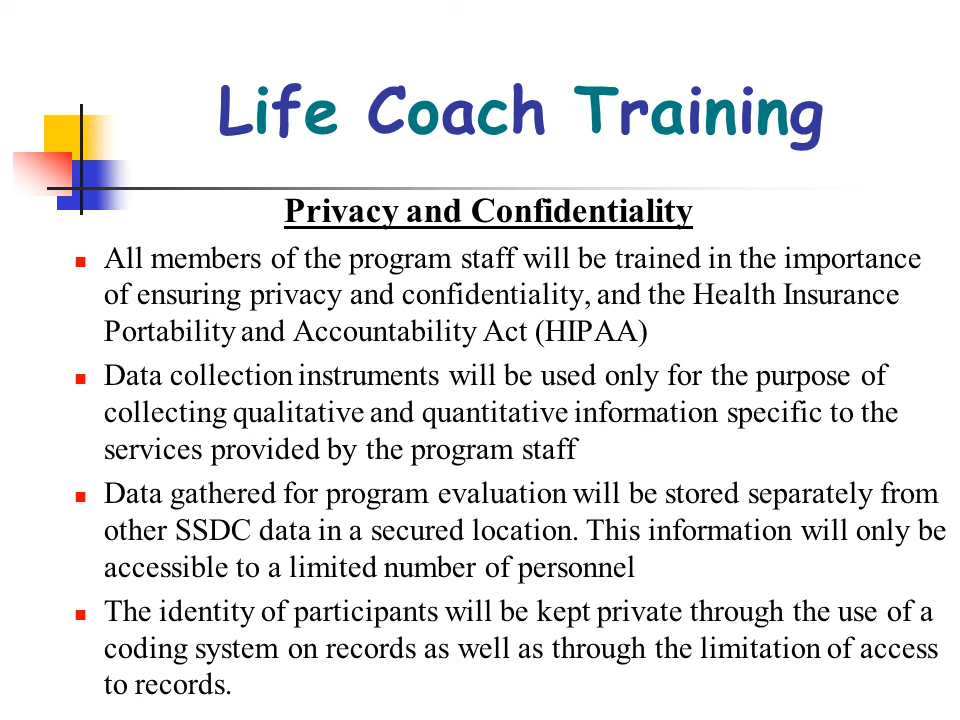 Life Coach Training
Privacy and Confidentiality
All members of the program staff will be trained in the importance
of ensuring privacy and confidentiality, and the Health Insurance
Portability and Accountability Act (HIPAA)
Data collection instruments will be used only for the purpose of
collecting qualitative and quantitative information specific to the
services provided by the program staff
Data gathered for program evaluation will be stored separately from
other SSDC data in a secured location. This information will only be
accessible to a limited number of personnel
The identity of participants will be kept private through the use of a
coding system on records as well as through the limitation of access
to records.